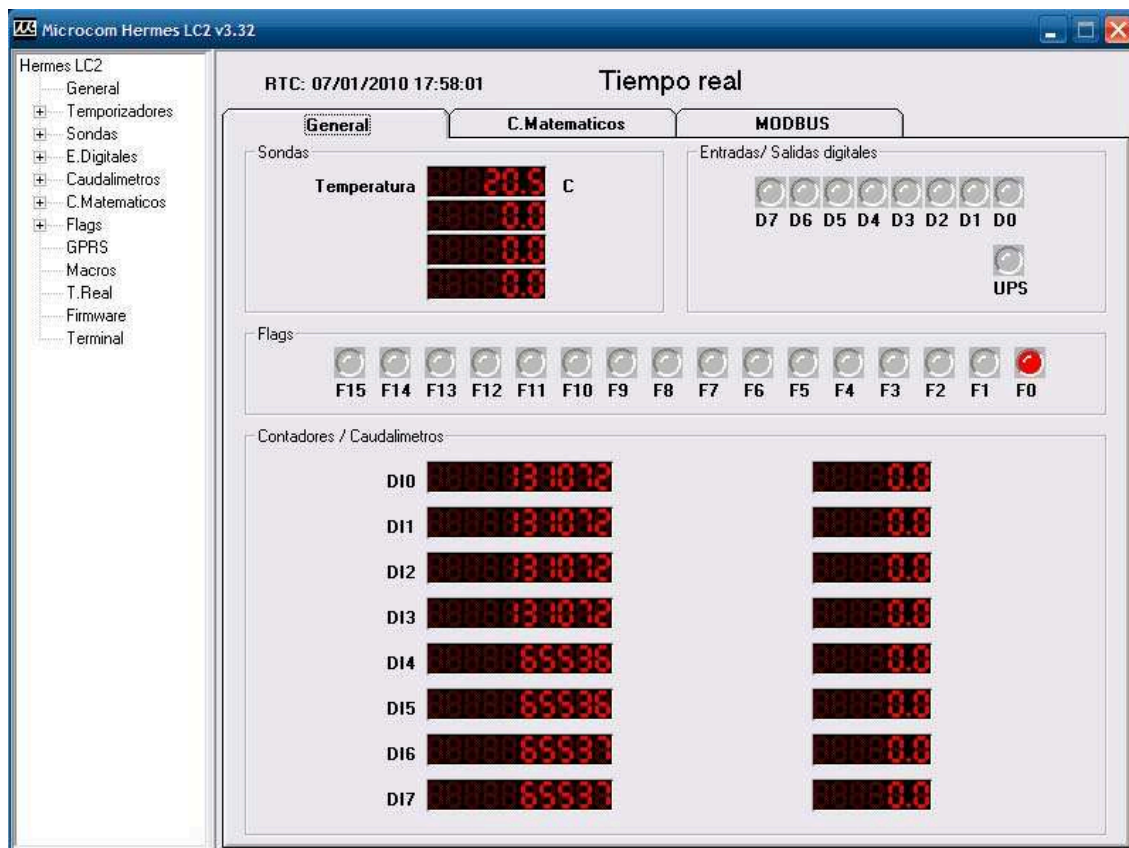 Microcom Hermes LC2 v3.32
Hermes LC2
General
Temporizadores
Sondas
E.Digitales
Caudalimetros
C.Matematicos
Flags
GPRS
Macros
T.Real
Firmware
Terminal
RTC: 07/01/2010 17:58:01
Tiempo real
General C.Matematicos MODBUS
Sondas
Temperatura 20.5 C
0.0
0.0
0.0
Entradas/ Salidas digitales
D7 D6 D5 D4 D3 D2 D1 D0
UPS
Flags
F15 F14 F13 F12 F11 F10 F9 F8 F7 F6 F5 F4 F3 F2 F1 F0
Contadores / Caudalimetros
DI0 131072 0.0
DI1 131072 0.0
DI2 131072 0.0
DI3 131072 0.0
DI4 65536 0.0
DI5 65536 0.0
DI6 65537 0.0
DI7 65537 0.0